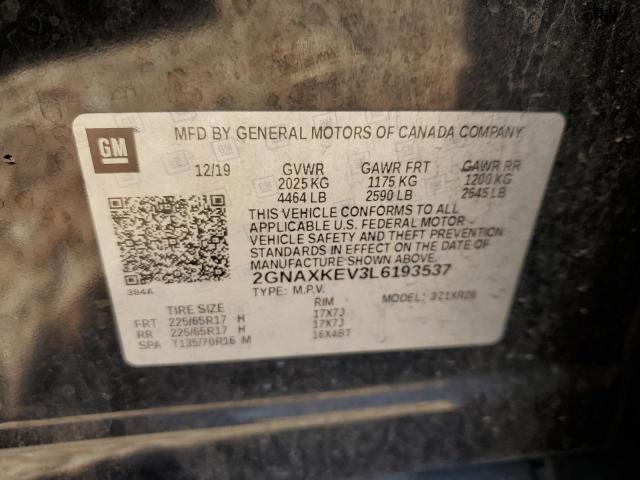 GM
MFD BY GENERAL MOTORS OF CANADA COMPANY
12/19 GVWR GAWR FRT GAWR RR
2025 KG 1175 KG 1200 KG
4464 LB 2590 LB 2645 LB
THIS VEHICLE CONFORMS TO ALL
APPLICABLE U.S. FEDERAL MOTOR
VEHICLE SAFETY AND THEFT PREVENTION
STANDARDS IN EFFECT ON THE DATE OF
MANUFACTURE SHOWN ABOVE.
2GNAXKEV3L6193537
384A
TYPE: M.P.V. MODEL: 321XR26
TIRE SIZE RIM
FRT 225/65R17 H 17X7J
RR 225/65R17 H 17X7J
SPA T135/70R16 M 16X4BT